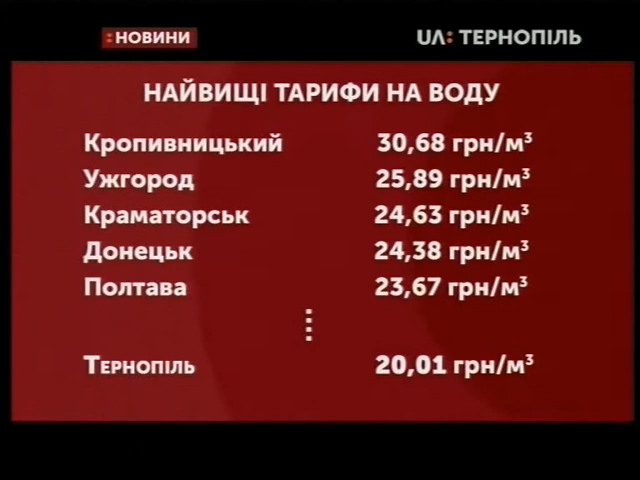 :НОВИНИ
UA: ТЕРНОПІЛЬ
НАЙВИЩІ ТАРИФИ НА ВОДУ
Кропивницький 30,68 грн/м³
Ужгород 25,89 грн/м³
Краматорськ 24,63 грн/м³
Донецьк 24,38 грн/м³
Полтава 23,67 грн/м³
Тернопіль 20,01 грн/м³